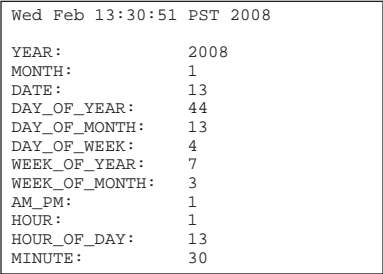 Wed Feb 13:30:51 PST 2008
YEAR: 2008
MONTH: 1
DATE: 13
DAY_OF_YEAR: 44
DAY_OF_MONTH: 13
DAY_OF_WEEK: 4
WEEK_OF_YEAR: 7
WEEK_OF_MONTH: 3
AM_PM: 1
HOUR: 1
HOUR_OF_DAY: 13
MINUTE: 30